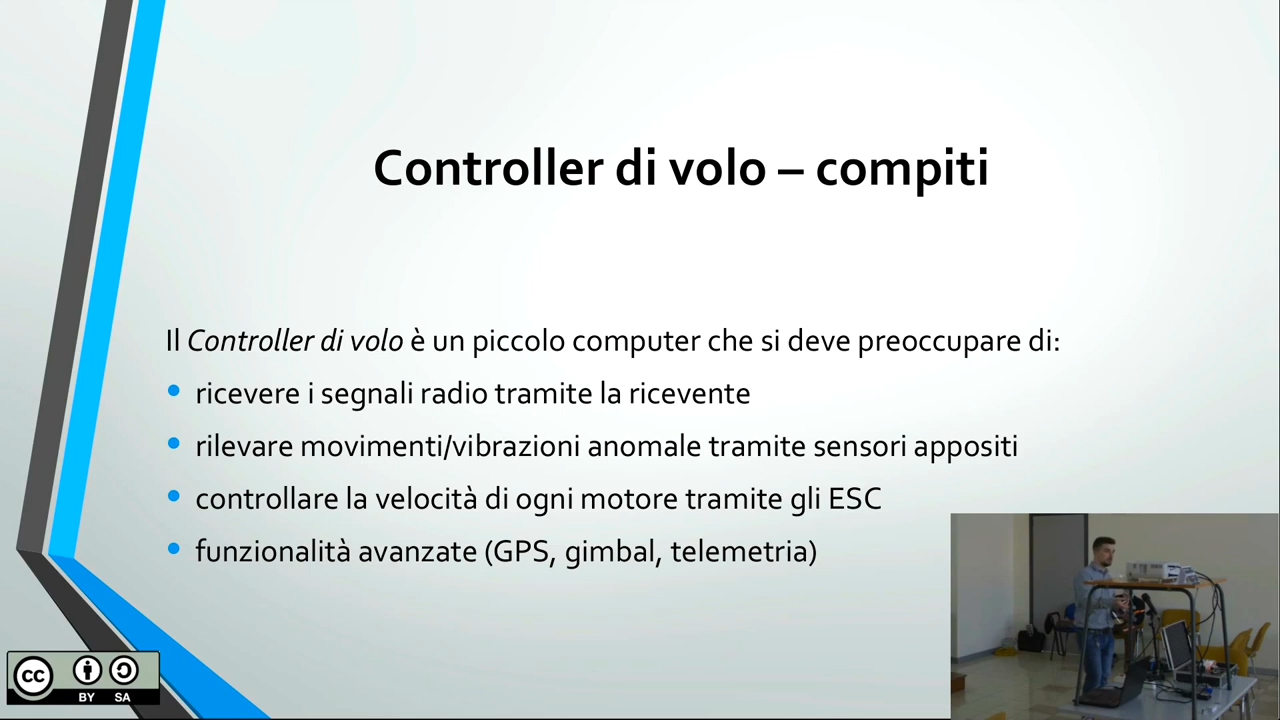 Controller di volo – compiti
Il Controller di volo è un piccolo computer che si deve preoccupare di:
ricevere i segnali radio tramite la ricevente
rilevare movimenti/vibrazioni anomale tramite sensori appositi
controllare la velocità di ogni motore tramite gli ESC
funzionalità avanzate (GPS, gimbal, telemetria)
cc
BY SA